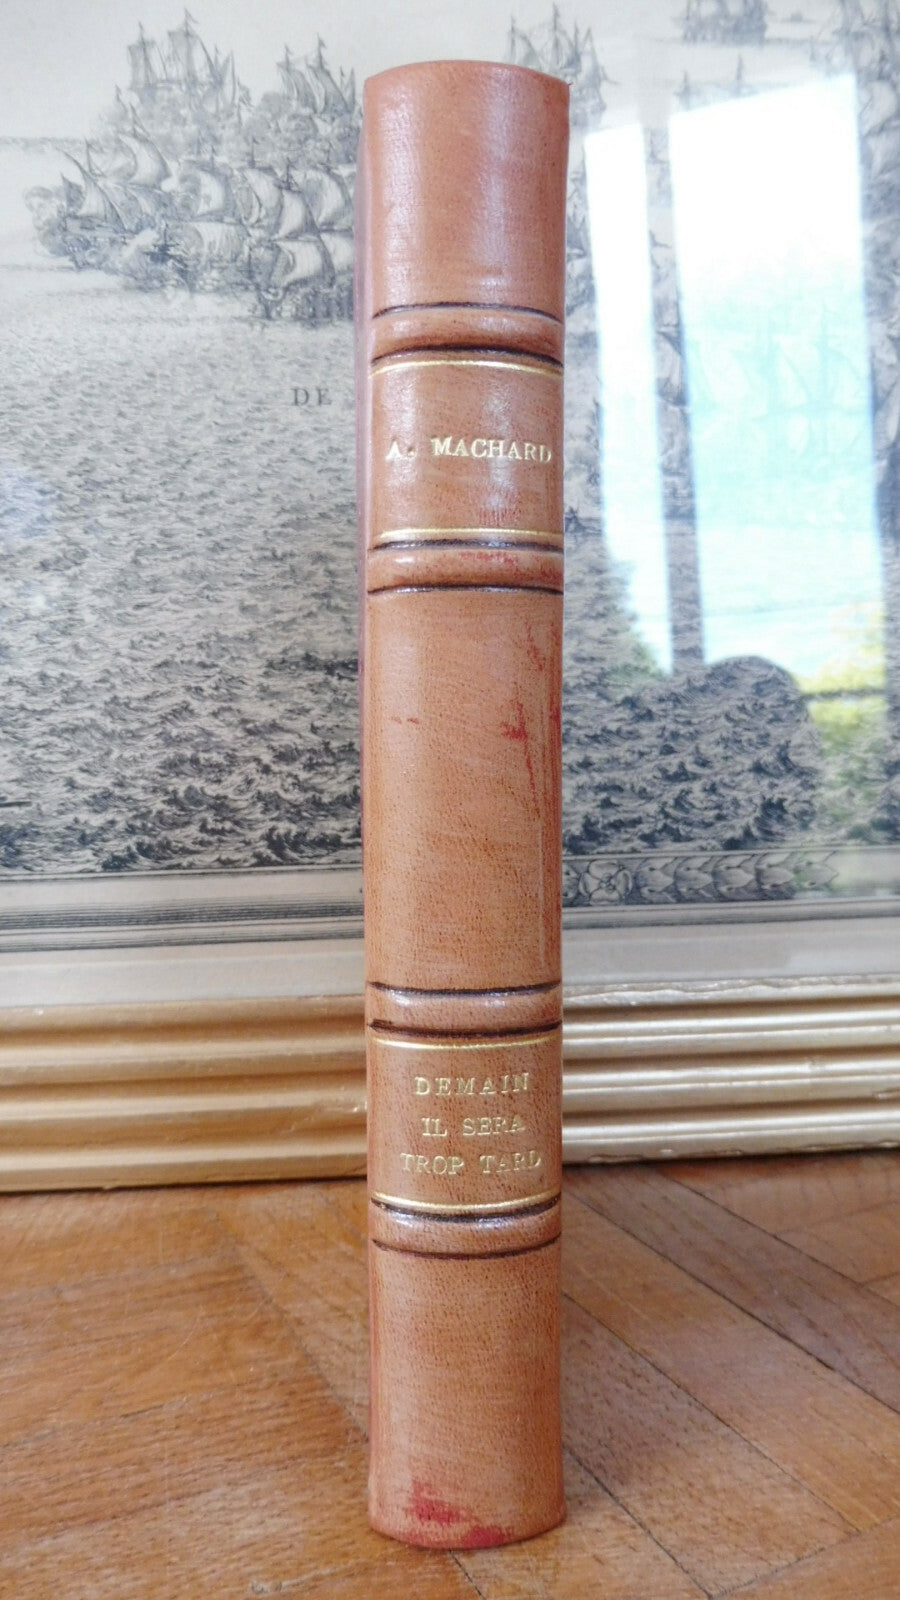 DE
A. MACHARD
DEMAIN
IL SERA
TROP TARD